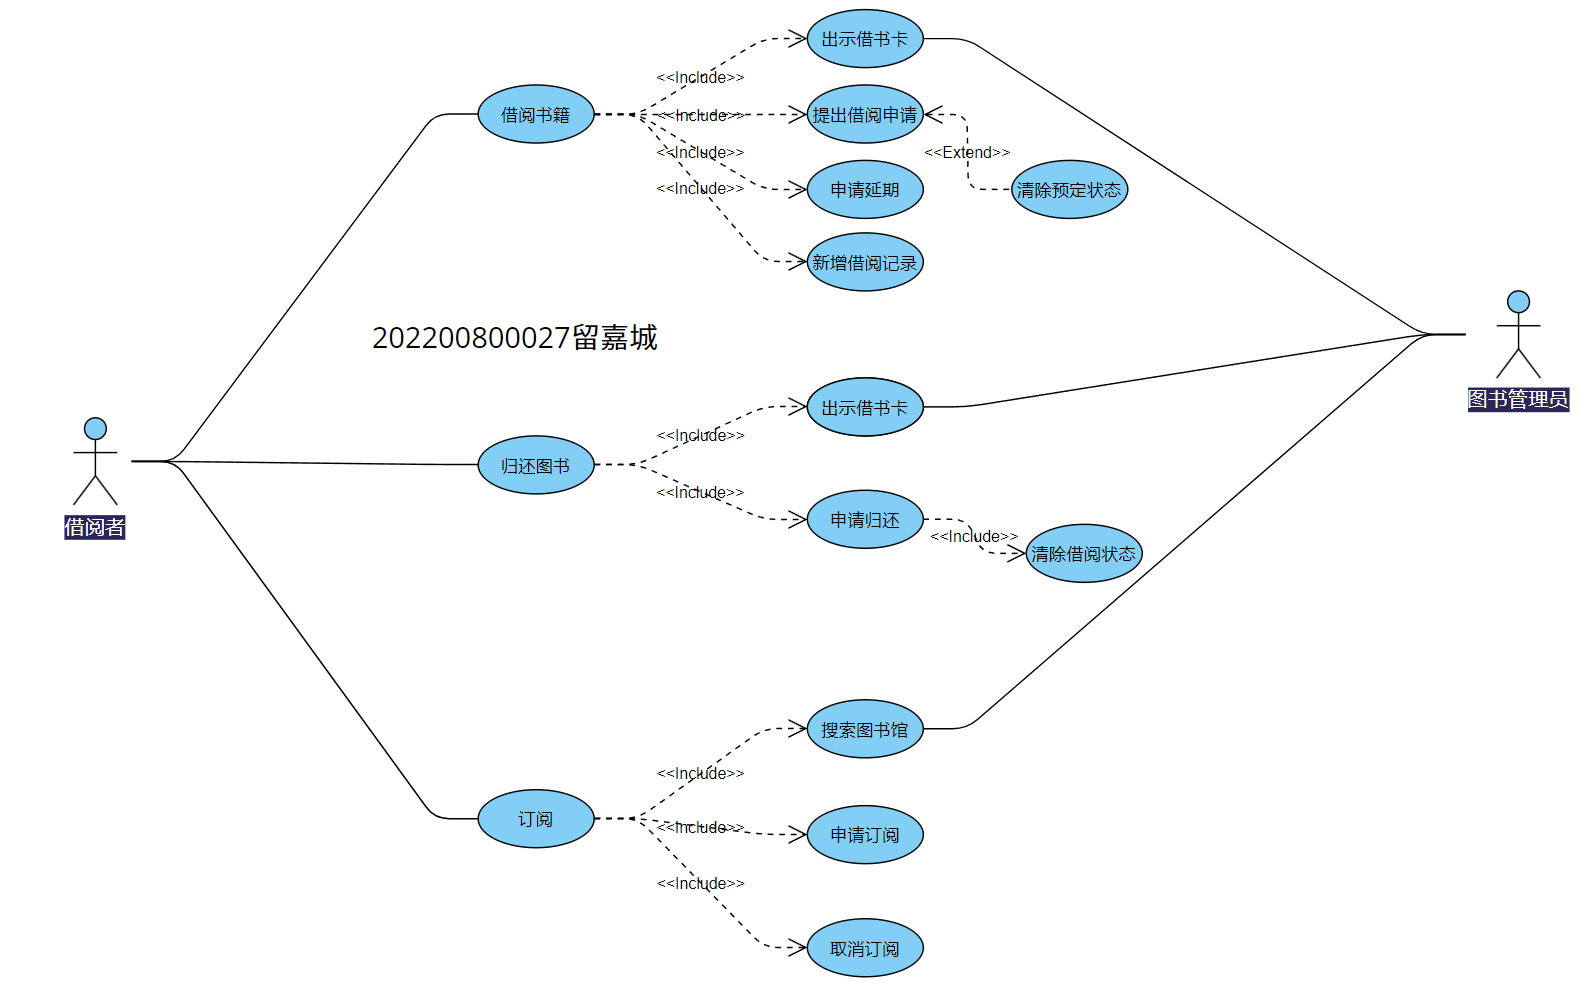 出示借书卡
<<Include>>
借阅书籍
<<Include>>
提出借阅申请
<<Include>>
<<Extend>>
<<Include>>
申请延期
清除预定状态
新增借阅记录
202200800027留嘉城
图书管理员
出示借书卡
<<Include>>
归还图书
<<Include>>
申请归还
借阅者
<<Include>>
清除借阅状态
搜索图书馆
<<Include>>
订阅
<<Include>>
申请订阅
<<Include>>
取消订阅